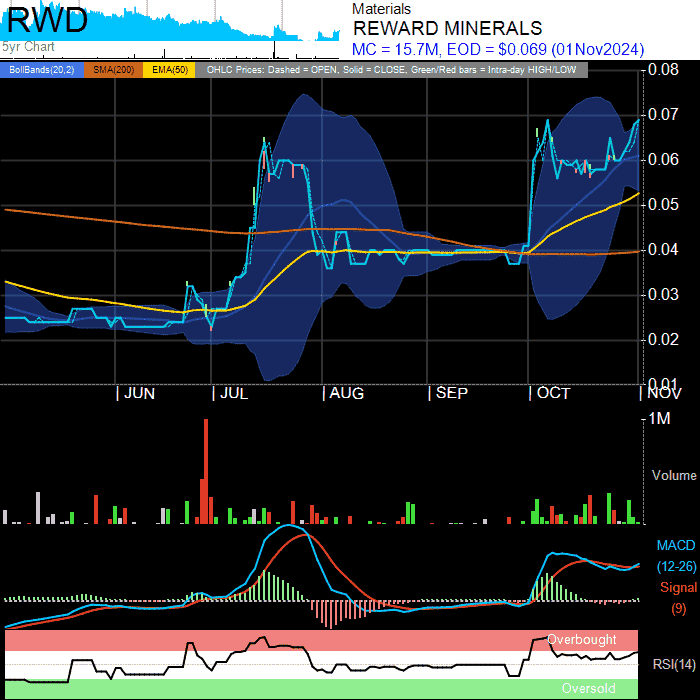 RWD
5yr Chart
Materials
REWARD MINERALS
MC = 15.7M, EOD = $0.069 (01Nov2024)
BollBands(20,2) SMA(200) EMA(50) OHLC Prices: Dashed = OPEN, Solid = CLOSE, Green/Red bars = Intra-day HIGH/LOW
0.08
0.07
0.06
0.05
0.04
0.03
0.02
0.01
JUN JUL AUG SEP OCT NOV
1M
Volume
MACD
(12-26)
Signal
(9)
Overbought
RSI(14)
Oversold